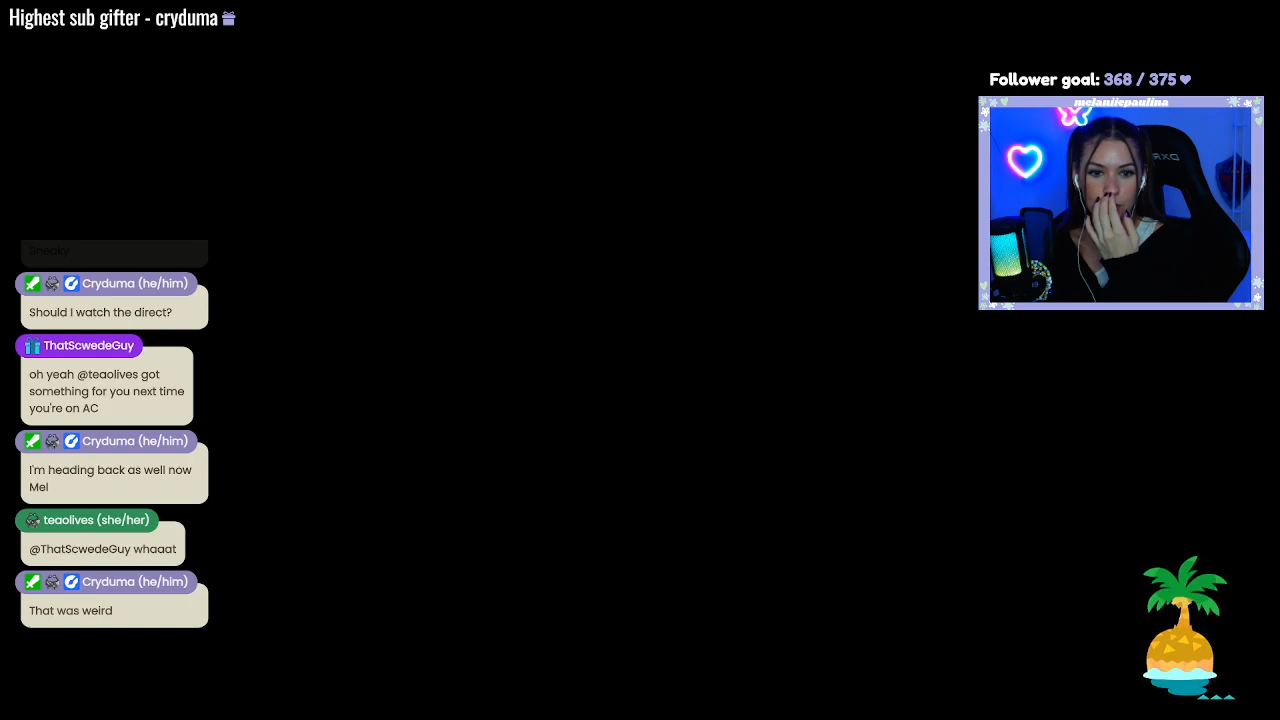 Highest sub gifter - cryduma
Follower goal: 368 / 375
melaniiepaulina
DXR
Sneaky
Cryduma (he/him)
Should I watch the direct?
ThatScwedeGuy
oh yeah @teaolives got
something for you next time
you're on AC
Cryduma (he/him)
I'm heading back as well now
Mel
teaolives (she/her)
@ThatScwedeGuy whaaat
Cryduma (he/him)
That was weird